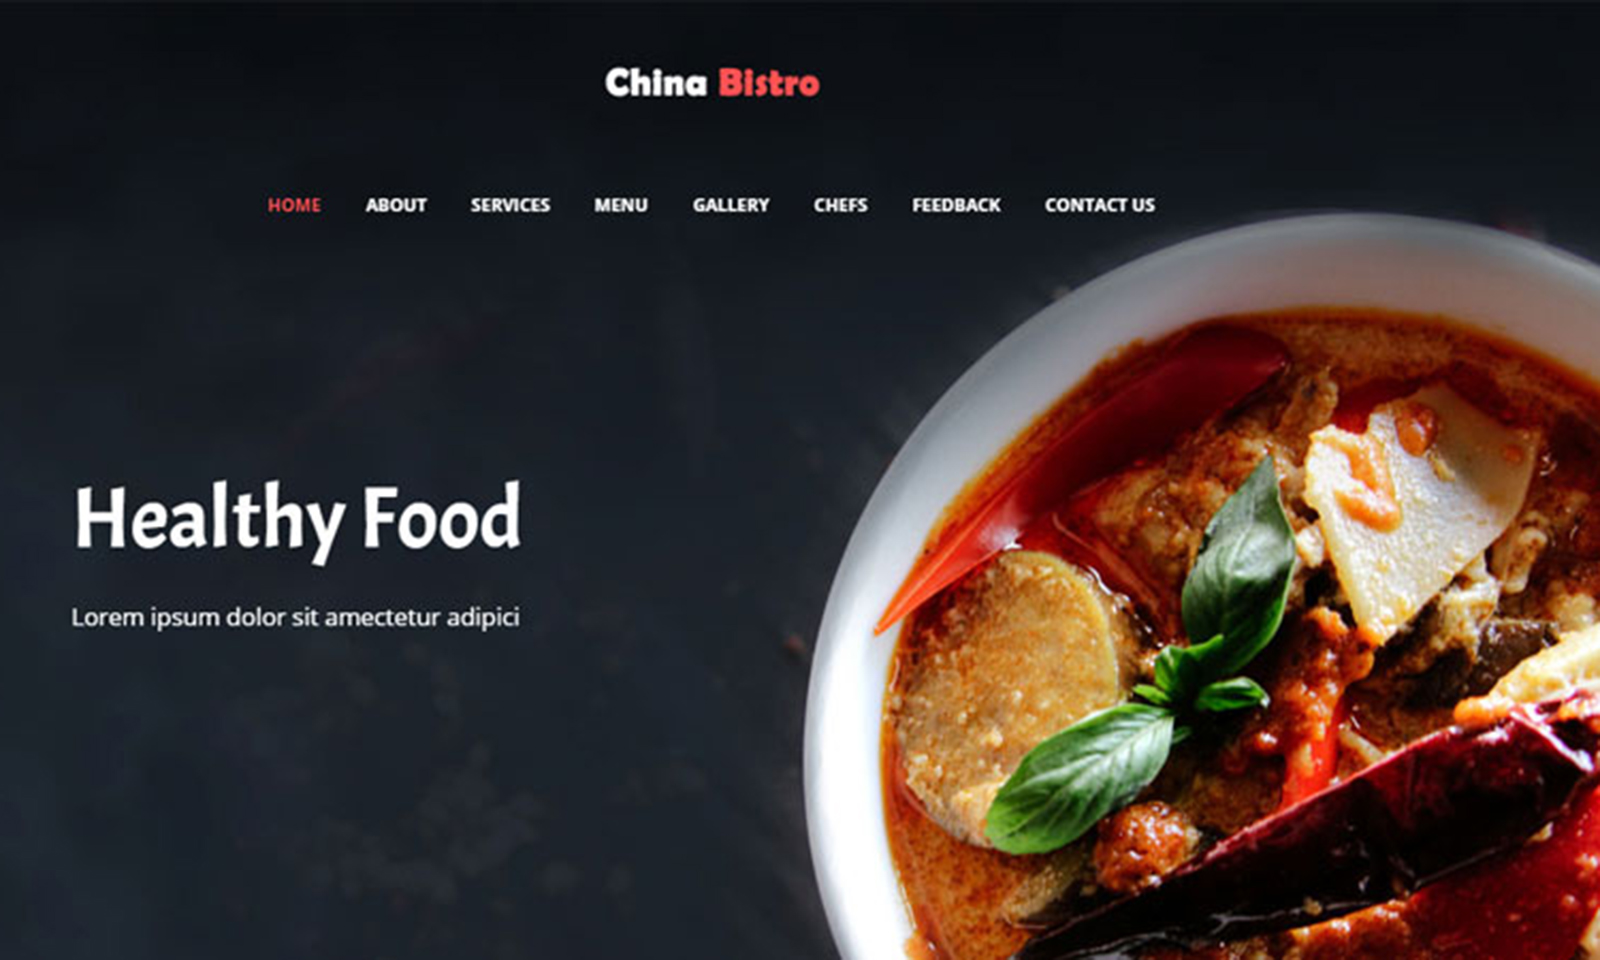 China Bistro
HOME ABOUT SERVICES MENU GALLERY CHEFS FEEDBACK CONTACT US
Healthy Food
Lorem ipsum dolor sit amectetur adipici